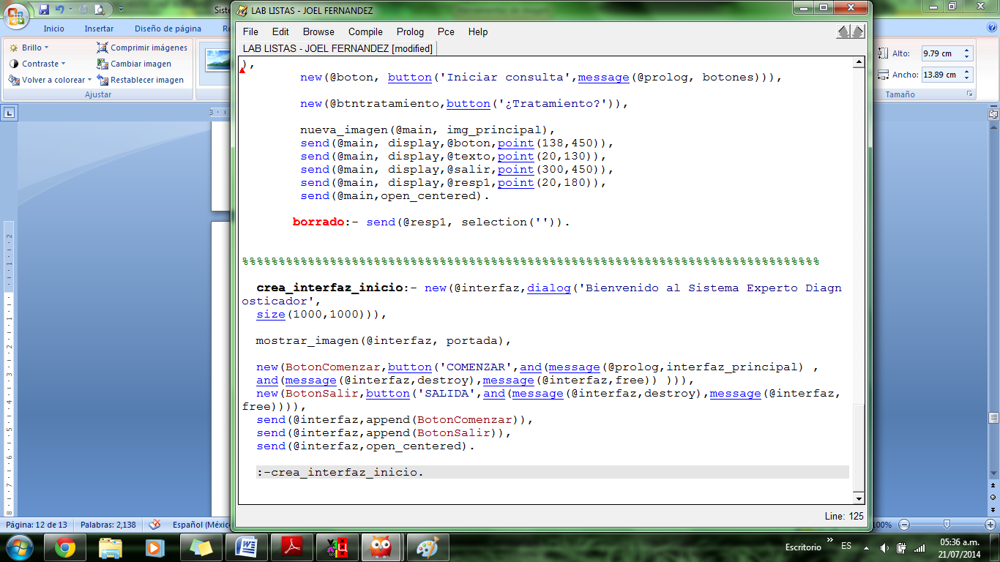 Siste
LAB LISTAS - JOEL FERNANDEZ
Inicio Insertar Diseño de página Re
File Edit Browse Compile Prolog Pce Help
LAB LISTAS - JOEL FERNANDEZ [modified]
Brillo Comprimir imágenes
Contraste Cambiar imagen
Volver a colorear Restablecer imagen
Ajustar
Alto: 9.79 cm
Ancho: 13.89 cm
Tamaño
),
new(@boton, button('Iniciar consulta',message(@prolog, botones))),
new(@btntratamiento,button('¿Tratamiento?')),
nueva_imagen(@main, img_principal),
send(@main, display,@boton,point(138,450)),
send(@main, display,@texto,point(20,130)),
send(@main, display,@salir,point(300,450)),
send(@main, display,@resp1,point(20,180)),
send(@main,open_centered).
borrado:- send(@resp1, selection('')).
%%%%%%%%%%%%%%%%%%%%%%%%%%%%%%%%%%%%%%%%%%%%%%%%%%%%%%%%%%%%%%%%%%%%%%%%%%%%%%%
crea_interfaz_inicio:- new(@interfaz,dialog('Bienvenido al Sistema Experto Diagn
osticador',
size(1000,1000))),
mostrar_imagen(@interfaz, portada),
new(BotonComenzar,button('COMENZAR',and(message(@prolog,interfaz_principal) ,
and(message(@interfaz,destroy),message(@interfaz,free)) ))),
new(BotonSalir,button('SALIDA',and(message(@interfaz,destroy),message(@interfaz,
free)))),
send(@interfaz,append(BotonComenzar)),
send(@interfaz,append(BotonSalir)),
send(@interfaz,open_centered).
:-crea_interfaz_inicio.
Line: 125
Página: 12 de 13 Palabras: 2,138 Español (Méxic 100%
Escritorio ES 05:36 a.m.
21/07/2014